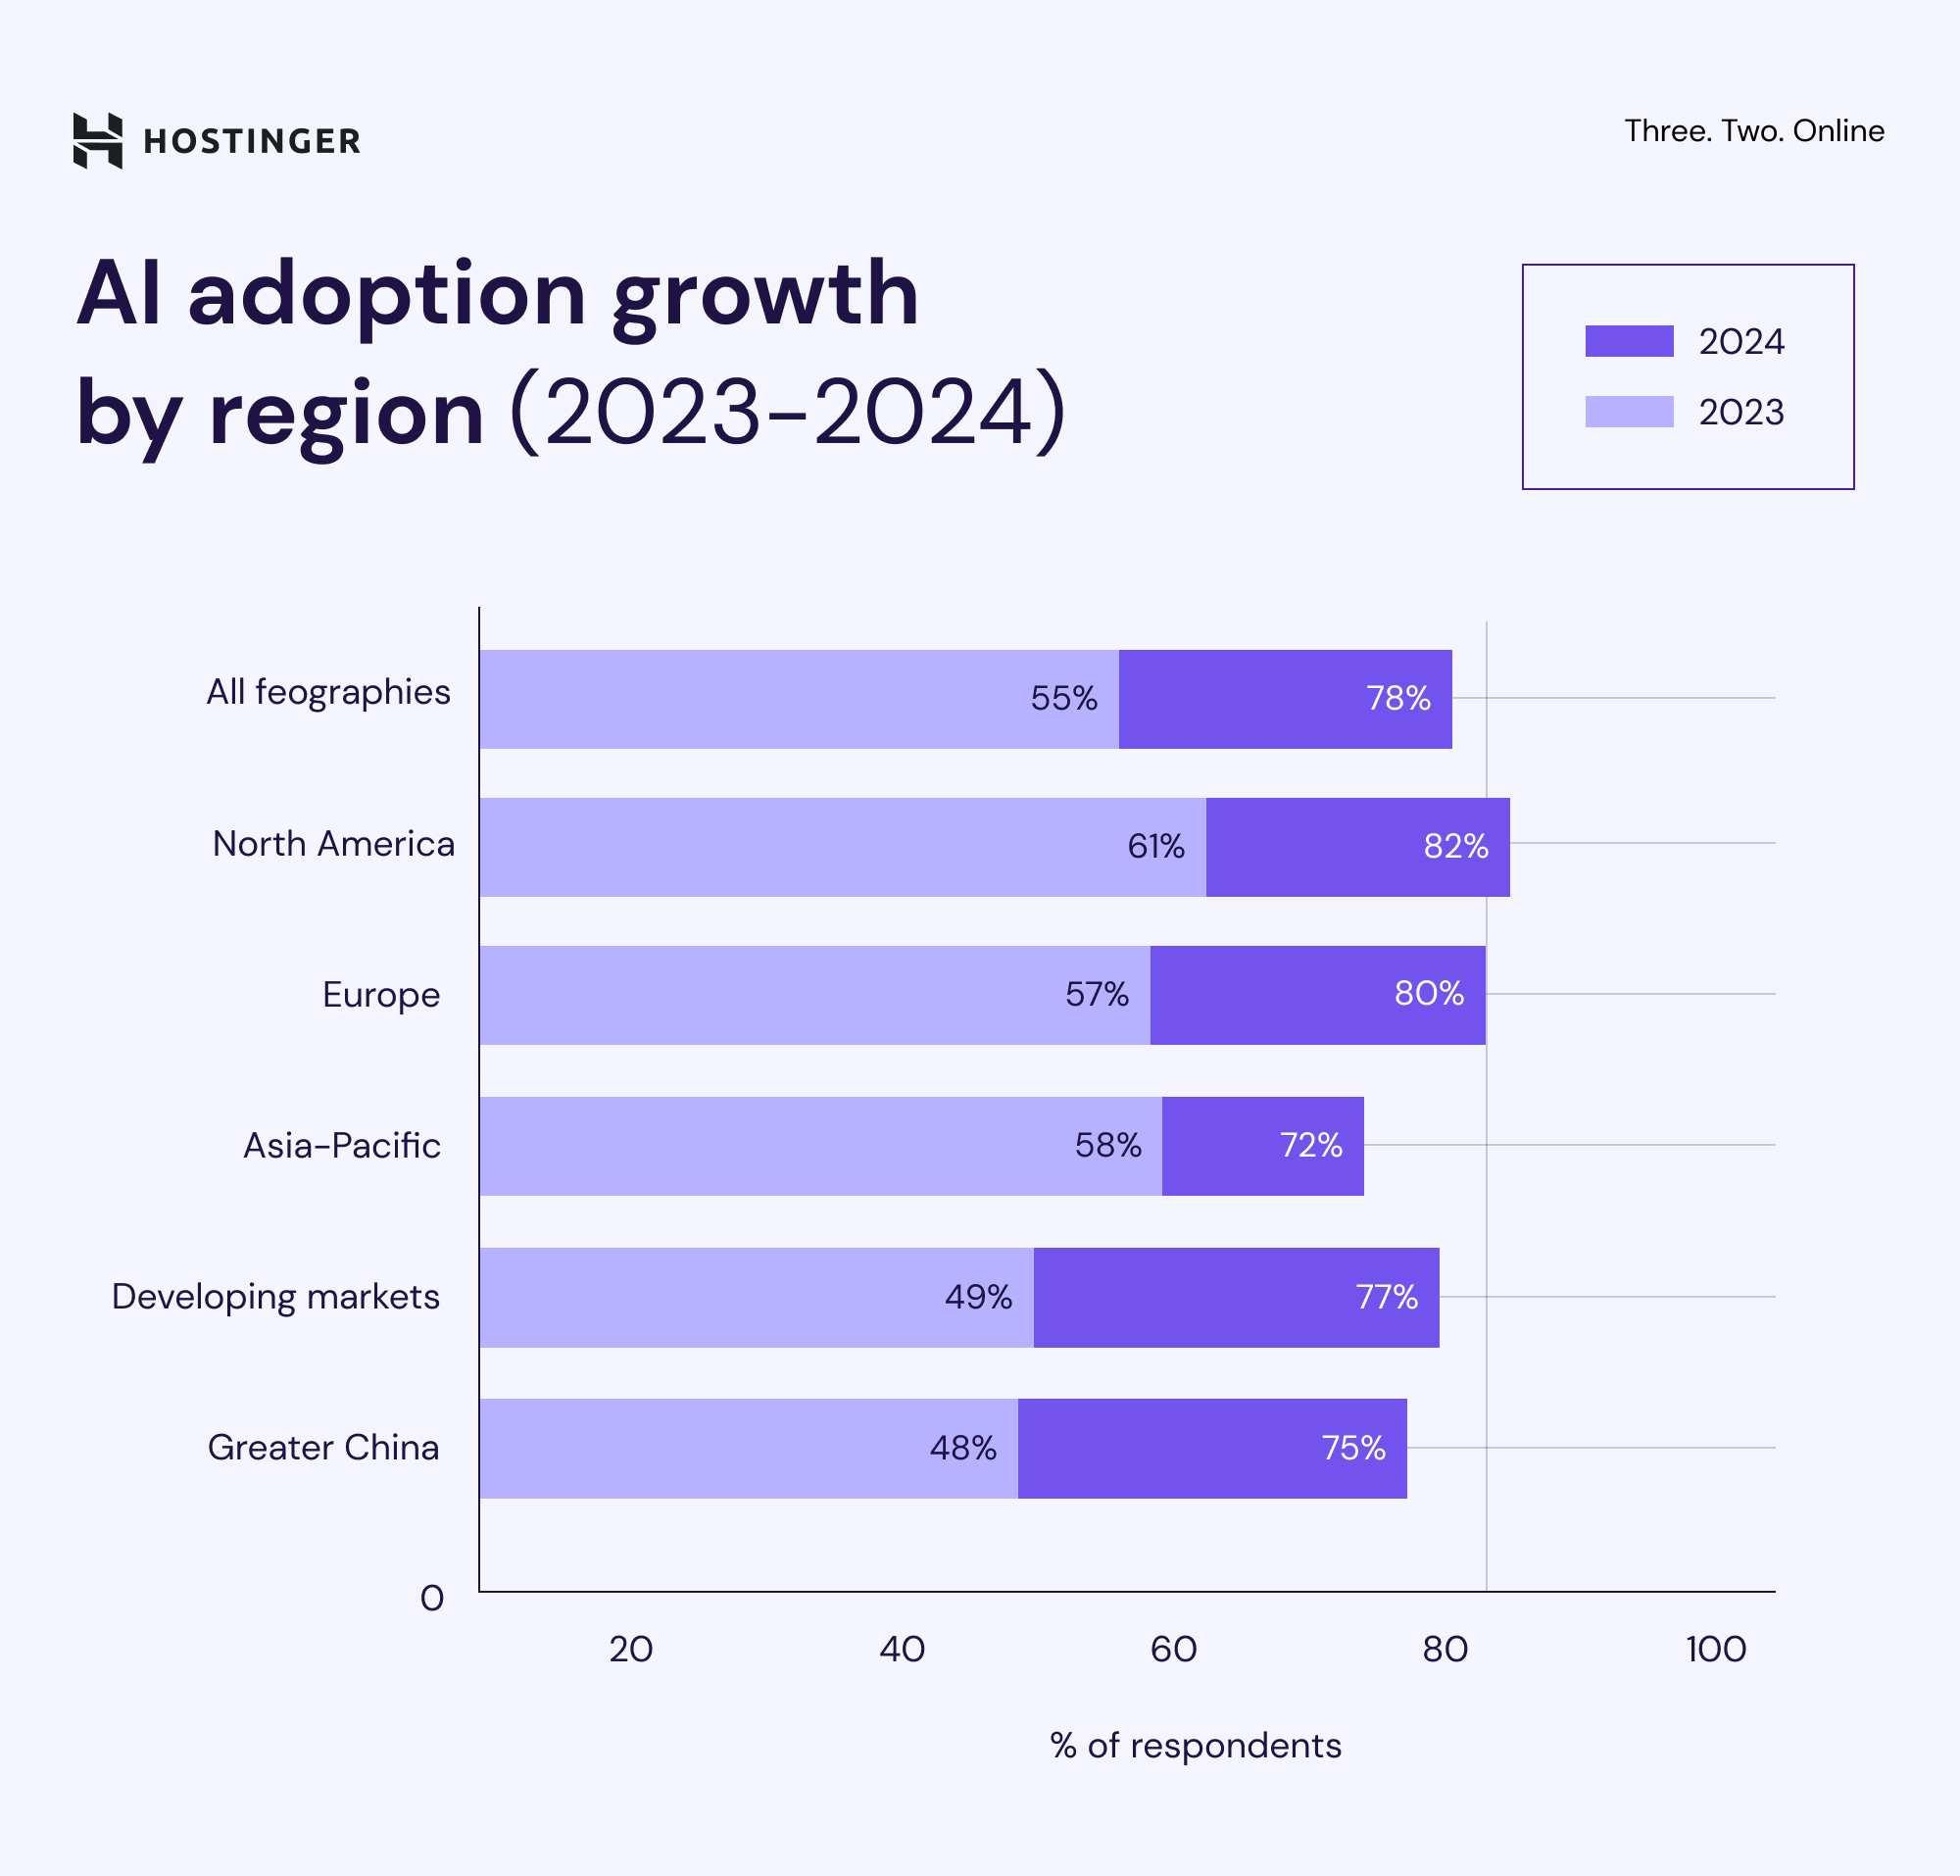 HOSTINGER
Three. Two. Online
AI adoption growth
by region (2023-2024)
2024
2023
All feographies
55%
78%
North America
61%
82%
Europe
57%
80%
Asia-Pacific
58%
72%
Developing markets
49%
77%
Greater China
48%
75%
0
20 40 60 80 100
% of respondents